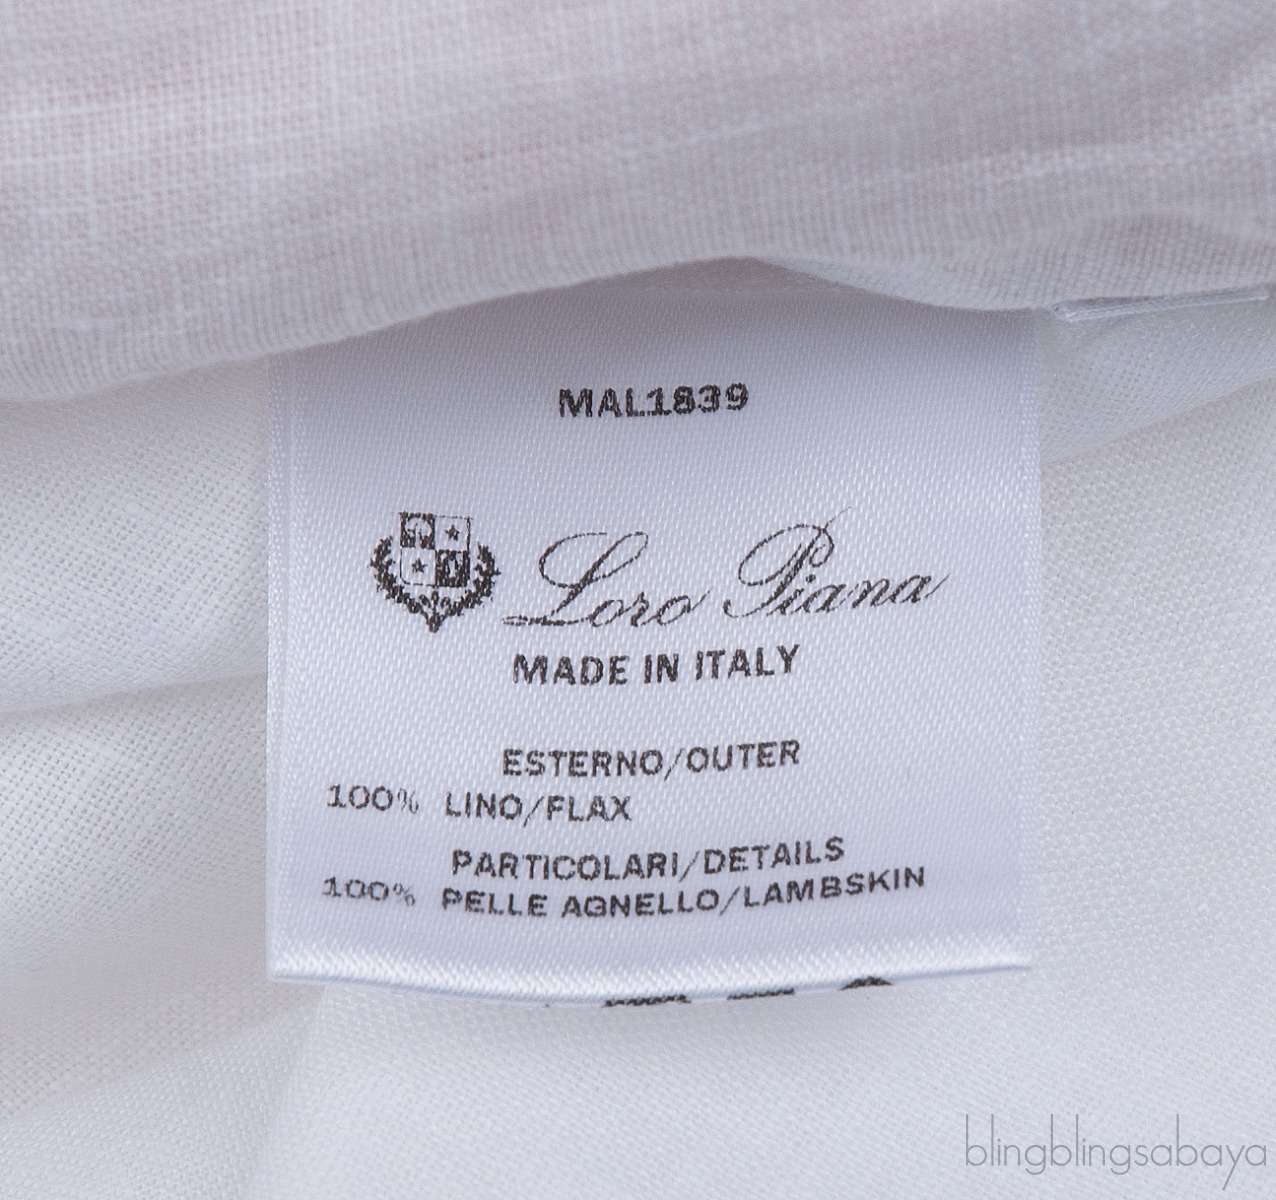 MAL1839
Loro Piana
MADE IN ITALY
ESTERNO/OUTER
100% LINO/FLAX
PARTICOLARI/DETAILS
100% PELLE AGNELLO/LAMBSKIN
blingblingsabaya